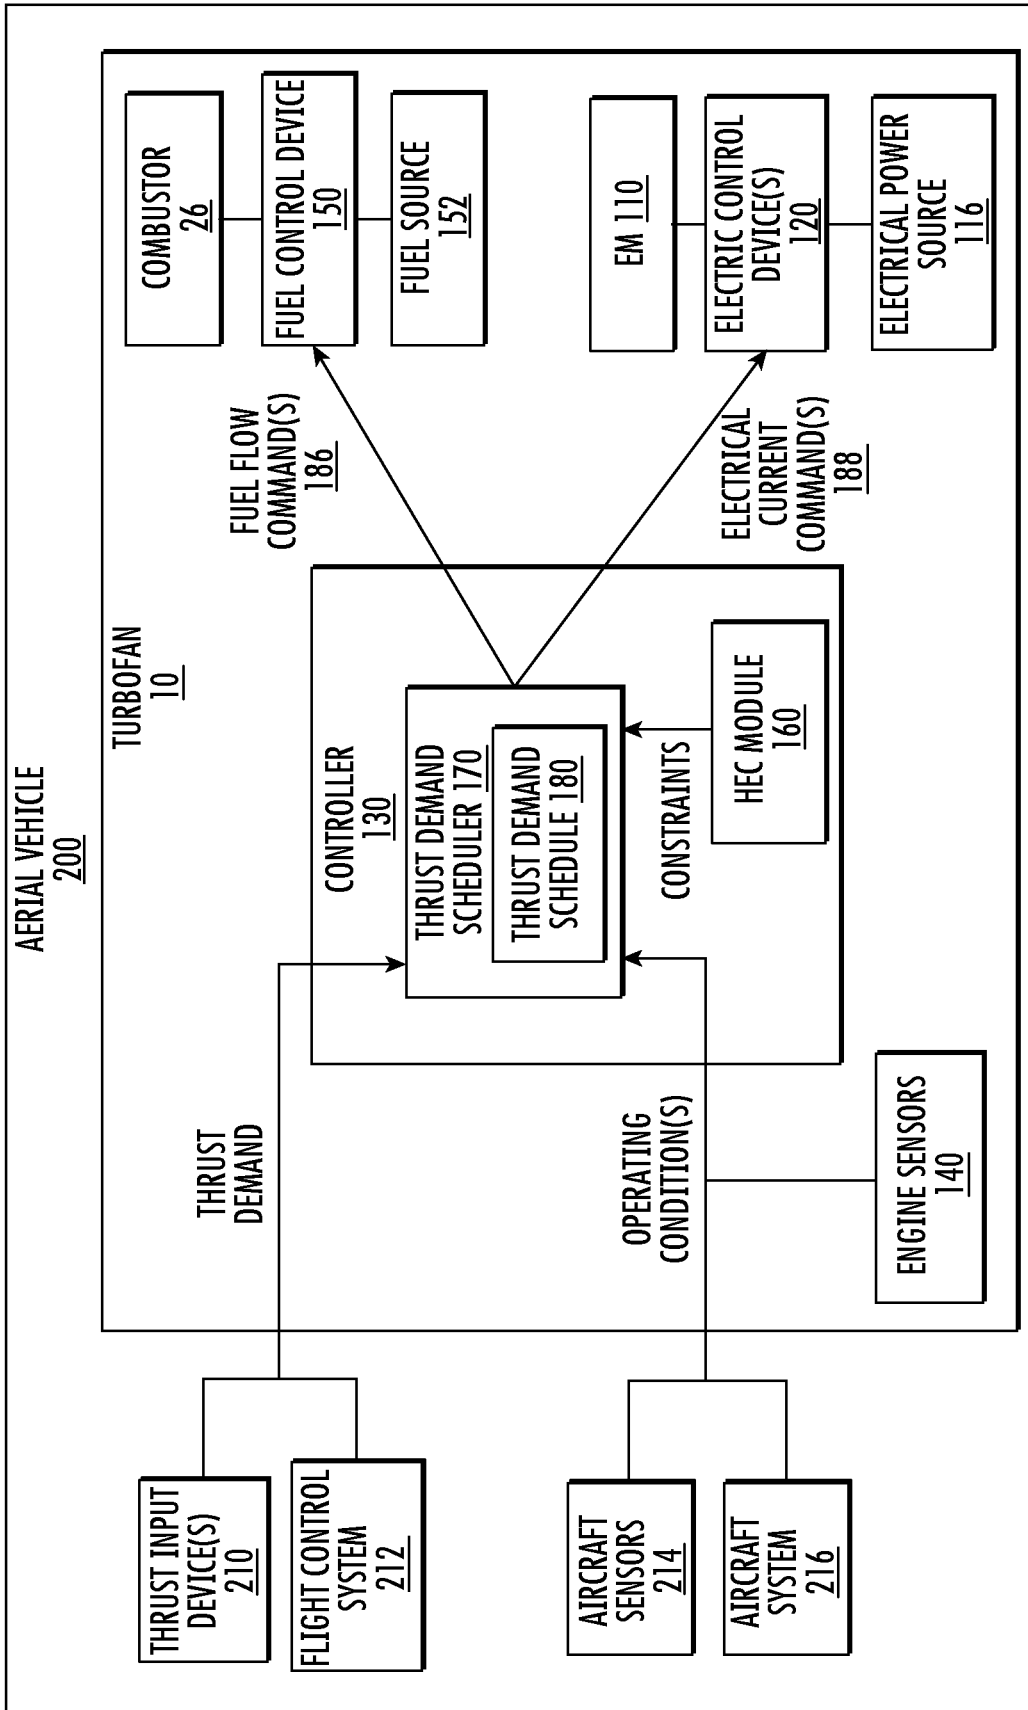 AERIAL VEHICLE
200
TURBOFAN
10
THRUST INPUT
DEVICE(S)
210
FLIGHT CONTROL
SYSTEM
212
AIRCRAFT
SENSORS
214
AIRCRAFT
SYSTEM
216
THRUST
DEMAND
OPERATING
CONDITION(S)
ENGINE SENSORS
140
CONTROLLER
130
THRUST DEMAND
SCHEDULER 170
THRUST DEMAND
SCHEDULE 180
CONSTRAINTS
HEC MODULE
160
FUEL FLOW
COMMAND(S)
186
ELECTRICAL
CURRENT
COMMAND(S)
188
COMBUSTOR
26
FUEL CONTROL DEVICE
150
FUEL SOURCE
152
EM 110
ELECTRIC CONTROL
DEVICE(S)
120
ELECTRICAL POWER
SOURCE
116